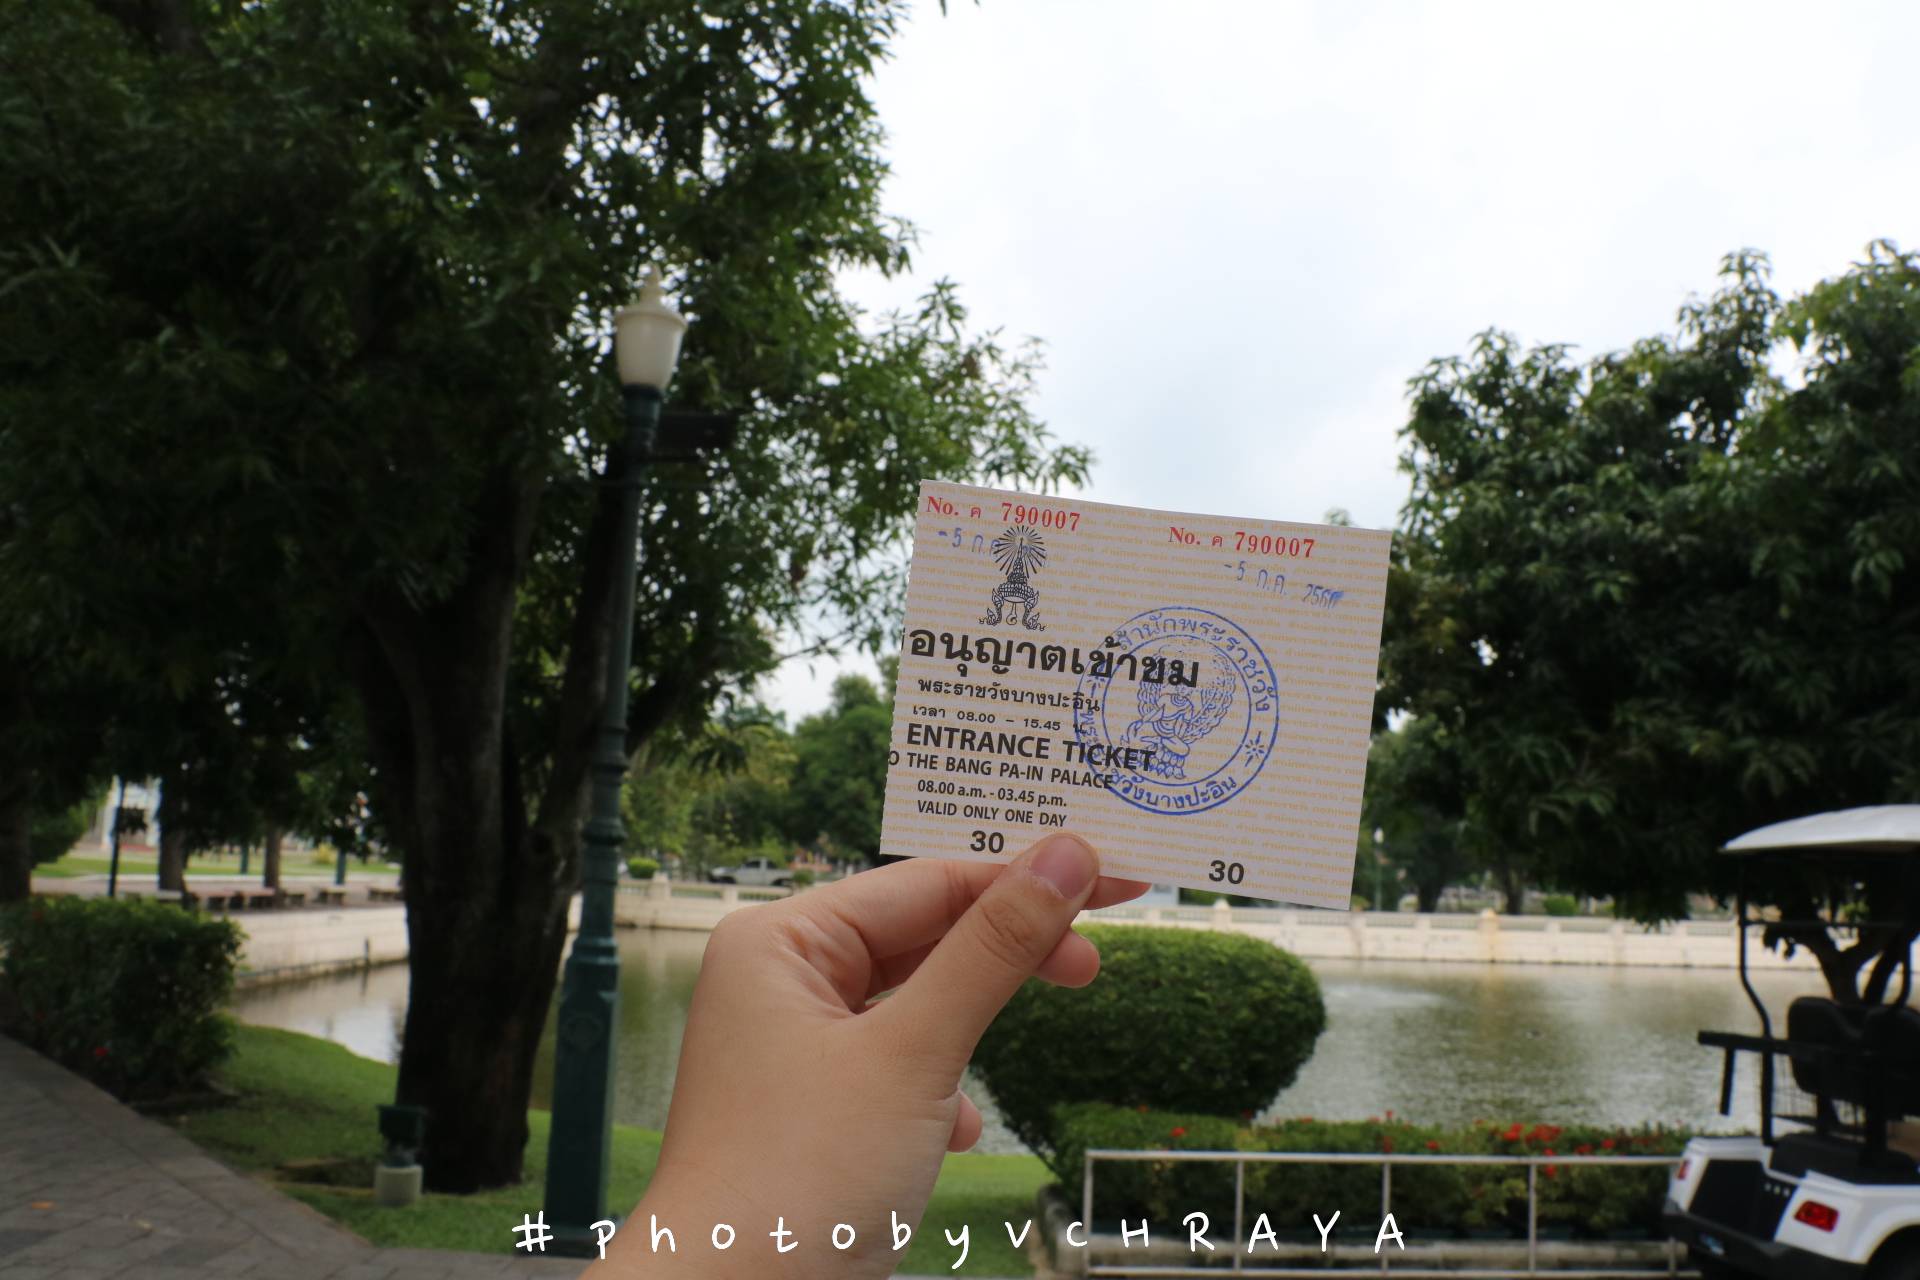 No. ค 790007
No. ค 790007
-5 ก.ค.
-5 ก.ค. 2560
อนุญาตเข้าชม
พระราชวังบางปะอิน
เวลา 08.00 - 15.45
ENTRANCE TICKET
O THE BANG PA-IN PALACE
08.00 a.m. - 03.45 p.m.
VALID ONLY ONE DAY
30
30
สำนักพระราชวัง
บางปะอิน
#photobyVCHRAYA